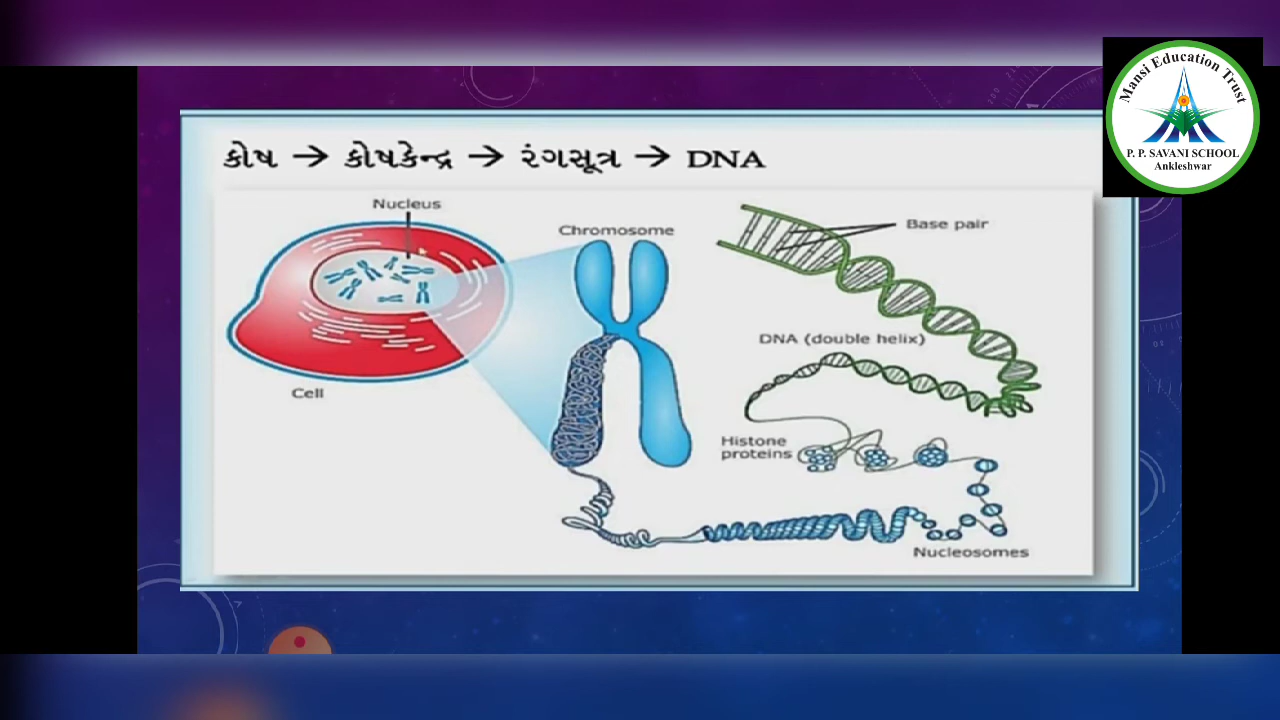 Mansi Education Trust
P. P. SAVANI SCHOOL
Ankleshwar
કોષ → કોષકેન્દ્ર → રંગસૂત્ર → DNA
Nucleus
Chromosome
Base pair
DNA (double helix)
Cell
Histone
proteins
Nucleosomes